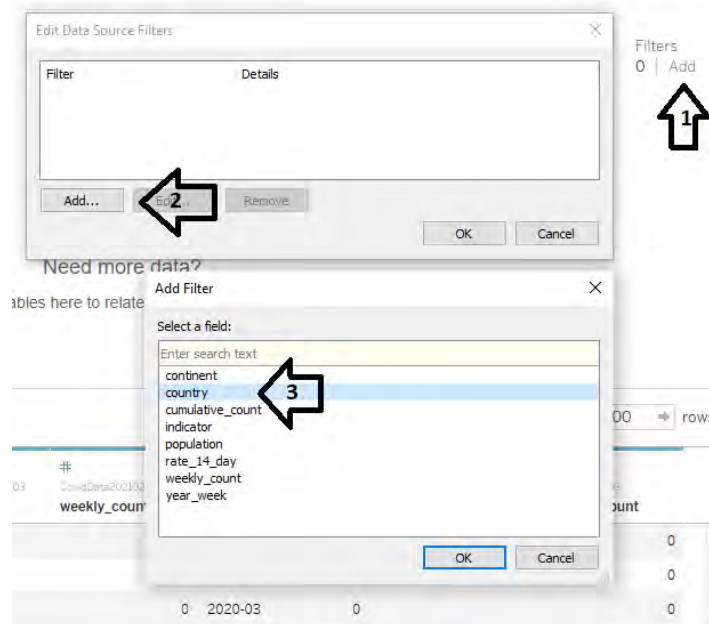 Edit Data Source Filters
Filters
0 | Add
Filter Details
1
Add... Edit... Remove
2
OK Cancel
Need more data?
ables here to relate
Add Filter
Select a field:
Enter search text
continent
country
3
cumulative_count
indicator
population
rate_14_day
weekly_count
year_week
00 → rows
#
03
weekly_coun
ount
OK Cancel
0
0
0 2020-03 0 0